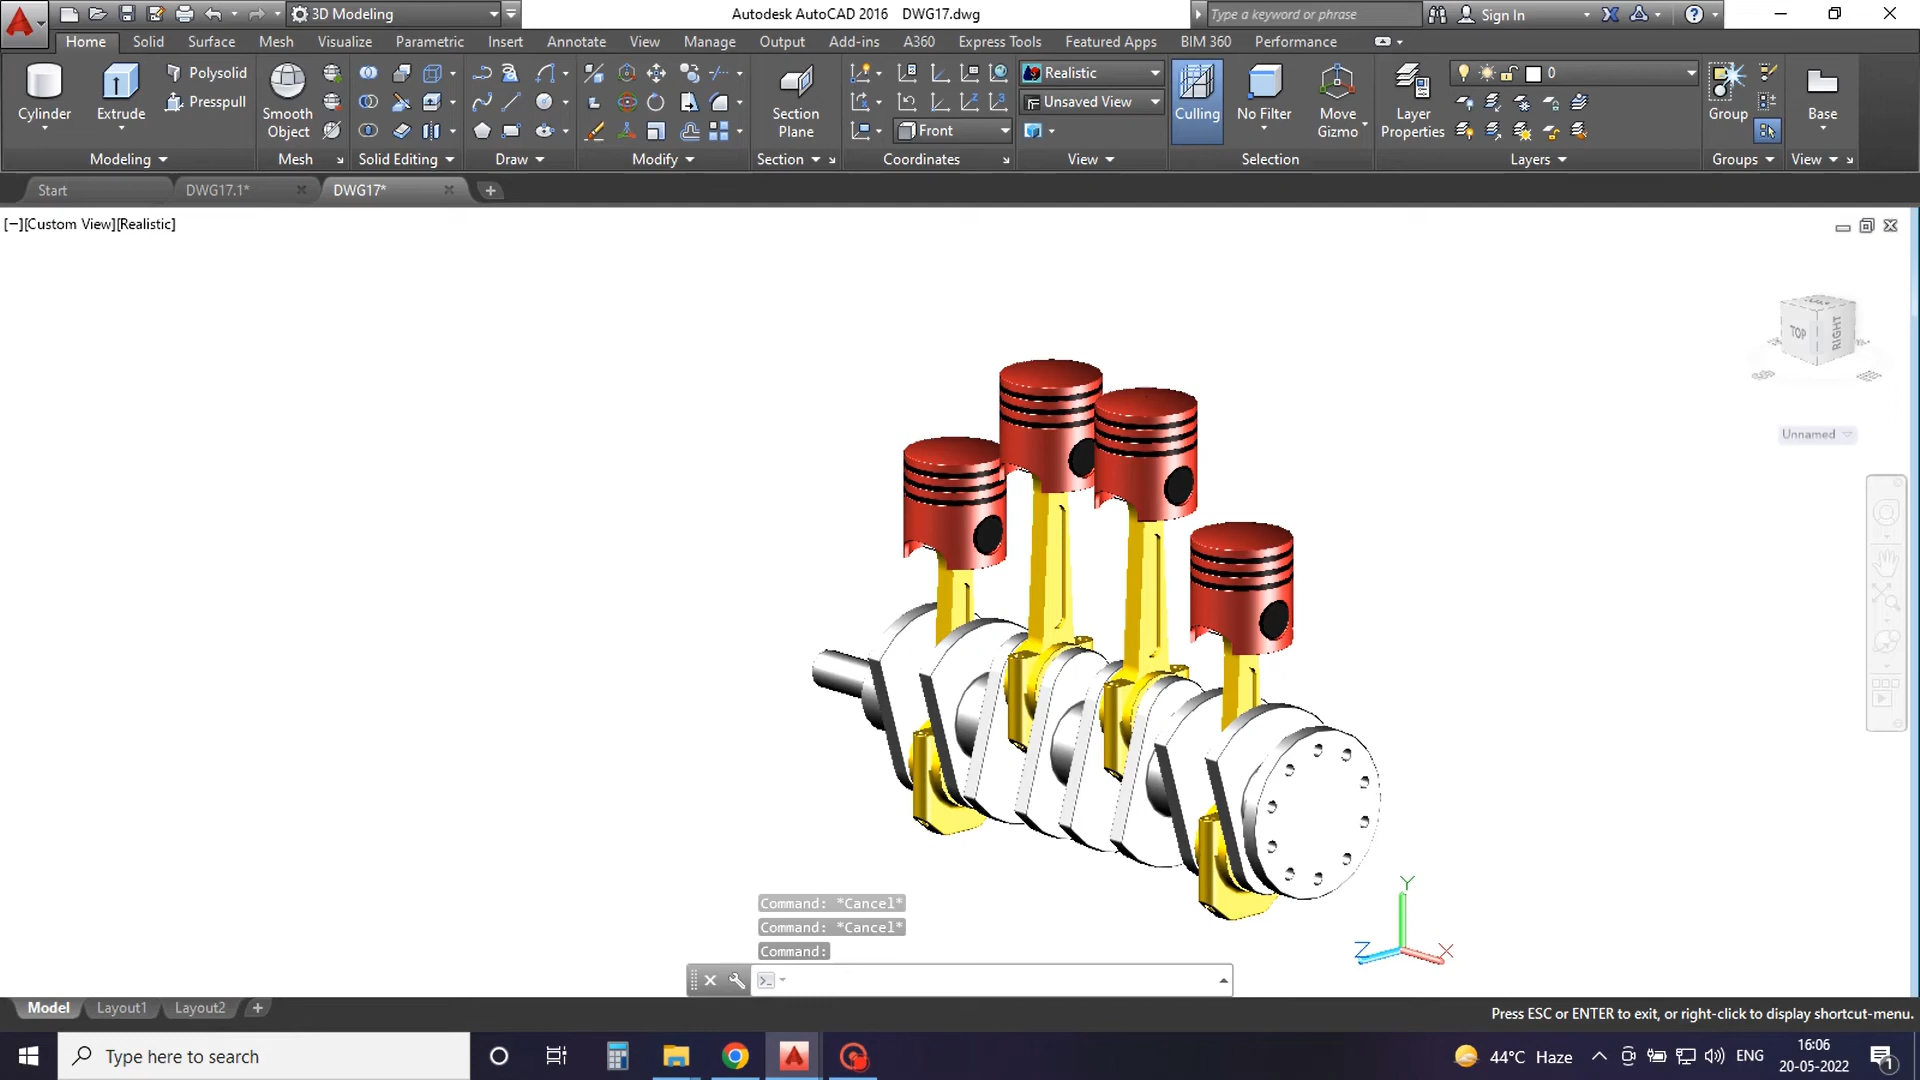 3D Modeling
Autodesk AutoCAD 2016 DWG17.dwg
Type a keyword or phrase
Sign In
Home Solid Surface Mesh Visualize Parametric Insert Annotate View Manage Output Add-ins A360 Express Tools Featured Apps BIM 360 Performance
Cylinder
Extrude
Polysolid
Presspull
Smooth
Object
Section
Plane
Realistic
Unsaved View
Front
Culling
No Filter
Move
Gizmo
Layer
Properties
0
Group
Base
Modeling Mesh Solid Editing Draw Modify Section Coordinates View Selection Layers Groups View
Start DWG17.1* DWG17*
[−][Custom View][Realistic]
TOP
RIGHT
Unnamed
Y
Z
X
Command: *Cancel*
Command: *Cancel*
Command:
Model Layout1 Layout2
Press ESC or ENTER to exit, or right-click to display shortcut-menu.
Type here to search
44°C Haze
ENG
16:06
20-05-2022
1